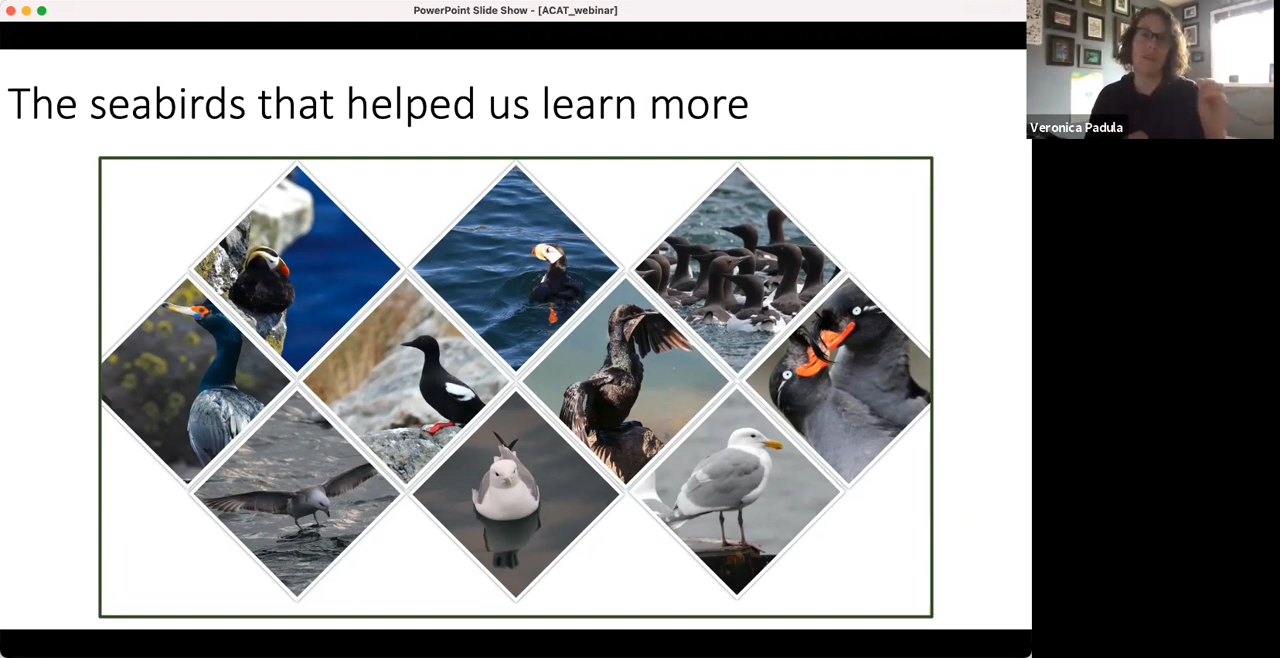 PowerPoint Slide Show - [ACAT_webinar]
The seabirds that helped us learn more
Veronica Padula